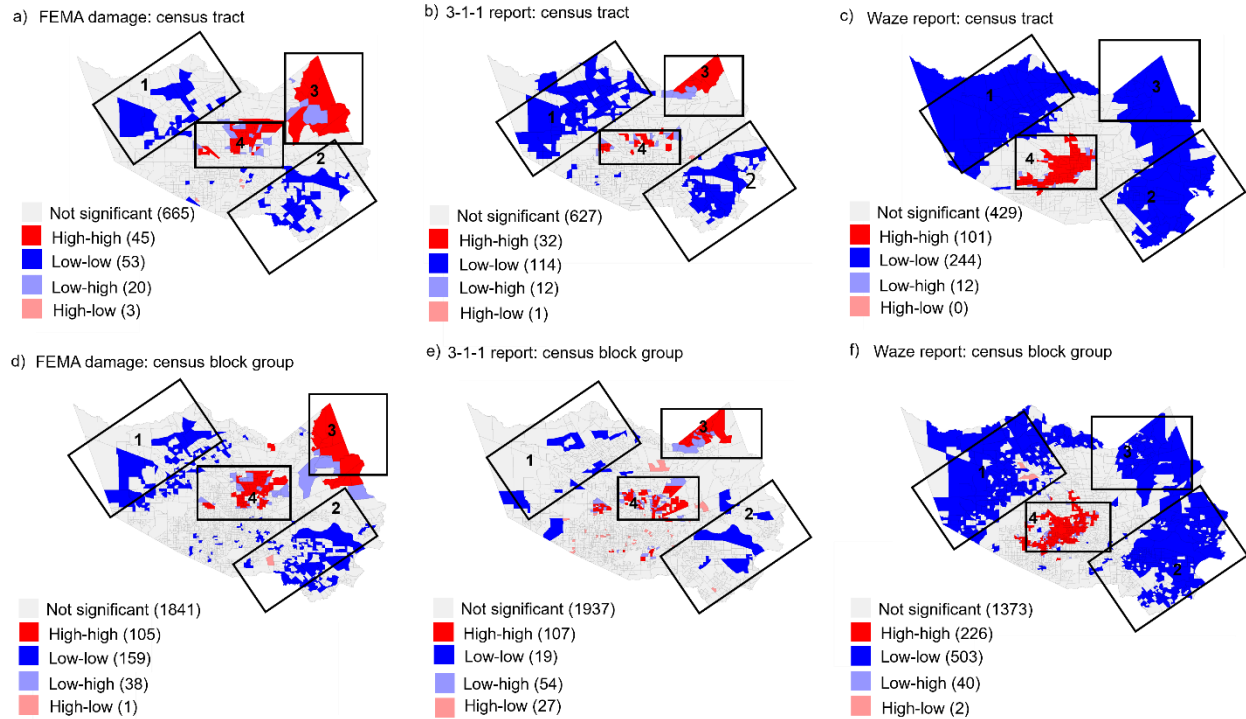 a) FEMA damage: census tract
1
3
4
2
Not significant (665)
High-high (45)
Low-low (53)
Low-high (20)
High-low (3)
b) 3-1-1 report: census tract
3
1
4
2
Not significant (627)
High-high (32)
Low-low (114)
Low-high (12)
High-low (1)
c) Waze report: census tract
3
1
4
2
Not significant (429)
High-high (101)
Low-low (244)
Low-high (12)
High-low (0)
d) FEMA damage: census block group
1
3
4
2
Not significant (1841)
High-high (105)
Low-low (159)
Low-high (38)
High-low (1)
e) 3-1-1 report: census block group
3
1
4
2
Not significant (1937)
High-high (107)
Low-low (19)
Low-high (54)
High-low (27)
f) Waze report: census block group
3
1
4
2
Not significant (1373)
High-high (226)
Low-low (503)
Low-high (40)
High-low (2)